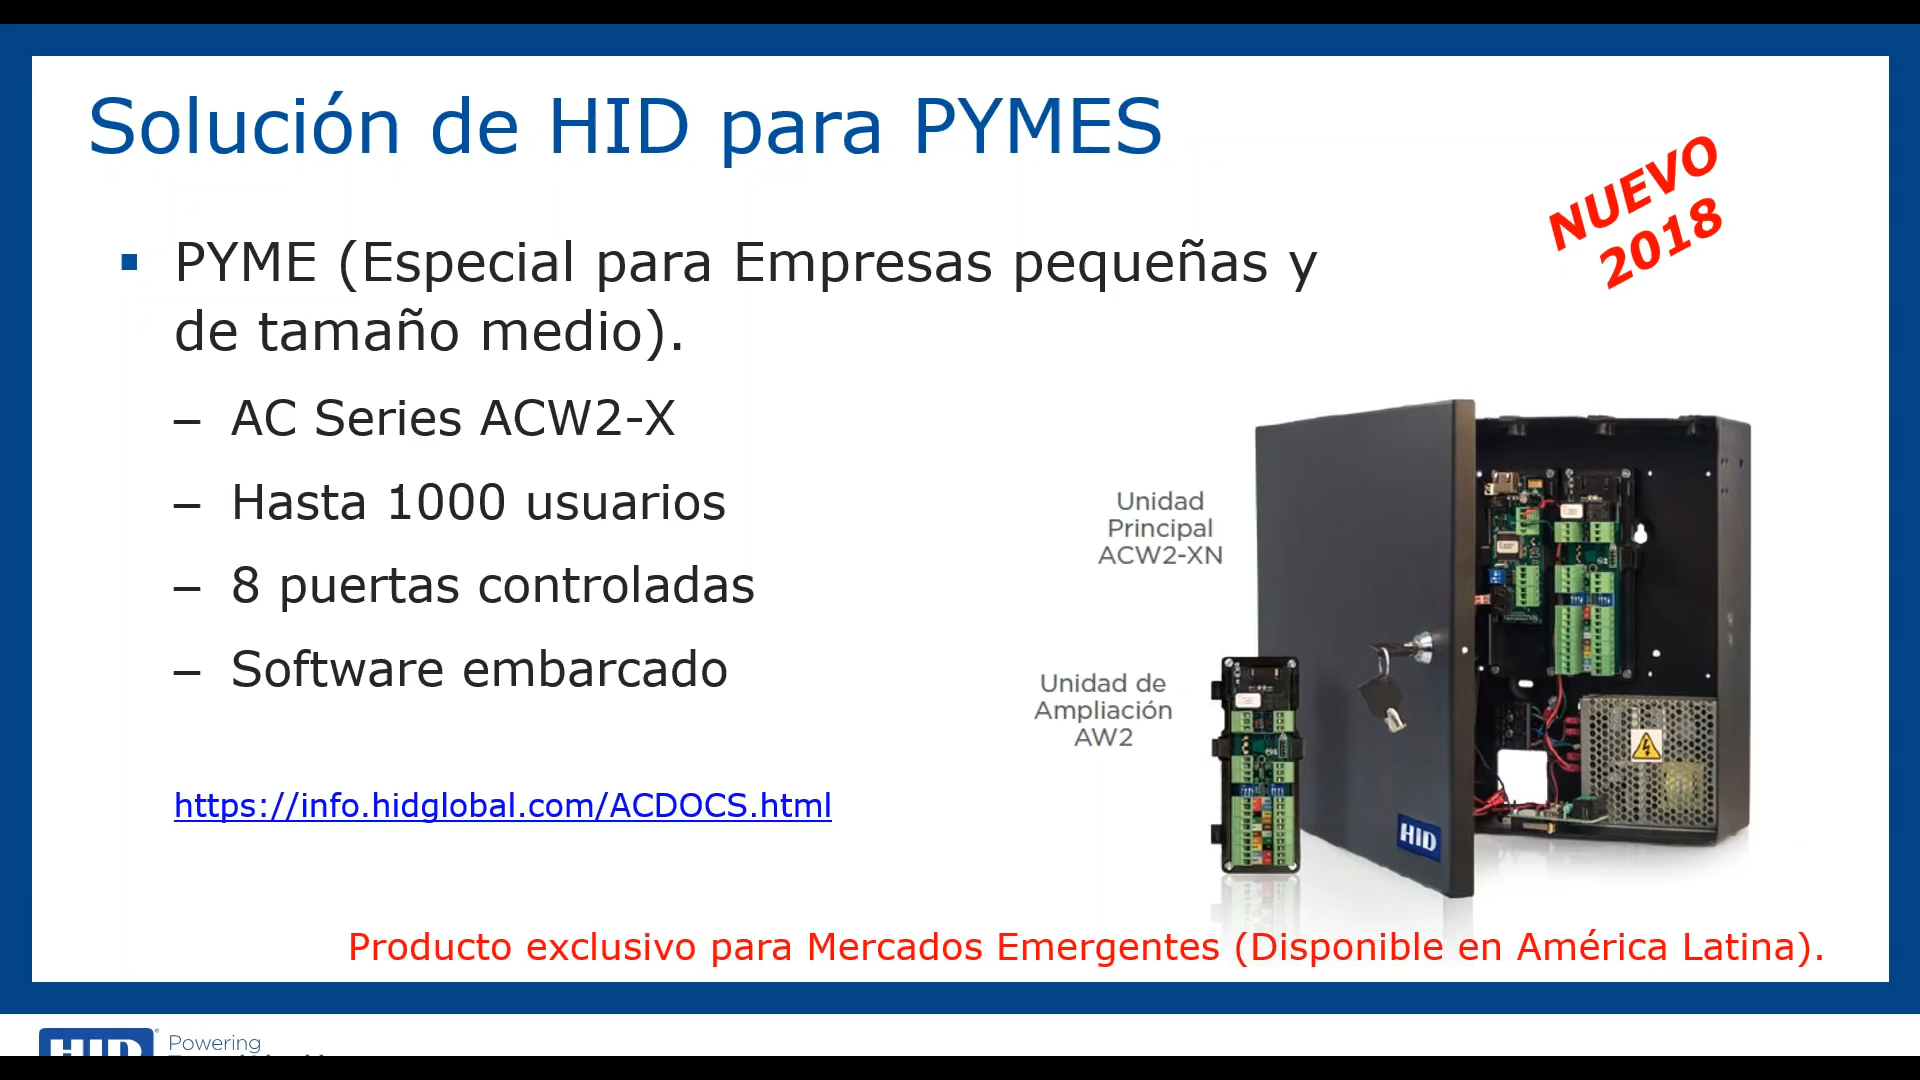 Solución de HID para PYMES
NUEVO
2018
▪ PYME (Especial para Empresas pequeñas y
de tamaño medio).
– AC Series ACW2-X
– Hasta 1000 usuarios
– 8 puertas controladas
– Software embarcado
https://info.hidglobal.com/ACDOCS.html
Unidad
Principal
ACW2-XN
Unidad de
Ampliación
AW2
HID
Producto exclusivo para Mercados Emergentes (Disponible en América Latina).
HID
Powering